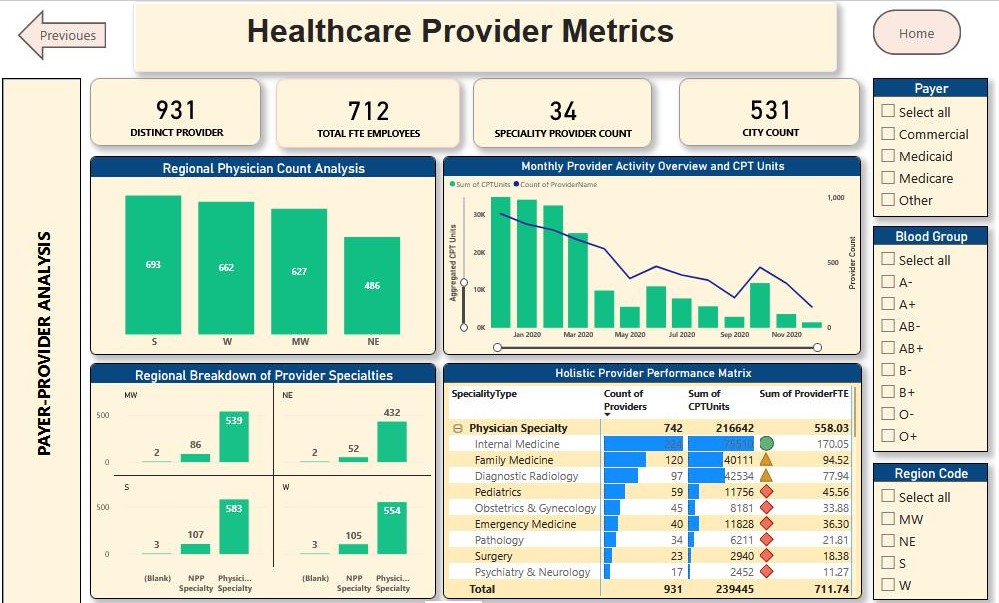 Previoues
Healthcare Provider Metrics
Home
931
DISTINCT PROVIDER
712
TOTAL FTE EMPLOYEES
34
SPECIALITY PROVIDER COUNT
531
CITY COUNT
PAYER-PROVIDER ANALYSIS
Regional Physician Count Analysis
693
662
627
486
S
W
MW
NE
Monthly Provider Activity Overview and CPT Units
Sum of CPTUnits
Count of ProviderName
Aggregated CPT Units
30K
20K
10K
0K
1,000
500
0
Provider Count
Jan 2020
Mar 2020
May 2020
Jul 2020
Sep 2020
Nov 2020
Regional Breakdown of Provider Specialties
MW
500
0
2
86
539
NE
2
52
432
S
500
0
3
107
583
W
3
105
554
(Blank)
NPP Specialty
Physici... Specialty
(Blank)
NPP Specialty
Physici... Specialty
Holistic Provider Performance Matrix
SpecialityType Count of Providers Sum of CPTUnits Sum of ProviderFTE
Physician Specialty 742 216642 558.03
Internal Medicine 224 75510 170.05
Family Medicine 120 40111 94.52
Diagnostic Radiology 97 42534 77.94
Pediatrics 59 11756 45.56
Obstetrics & Gynecology 45 8181 33.88
Emergency Medicine 40 11828 36.30
Pathology 34 6211 21.81
Surgery 23 2940 18.38
Psychiatry & Neurology 17 2452 11.27
Total 931 239445 711.74
Payer
Select all
Commercial
Medicaid
Medicare
Other
Blood Group
Select all
A-
A+
AB-
AB+
B-
B+
O-
O+
Region Code
Select all
MW
NE
S
W